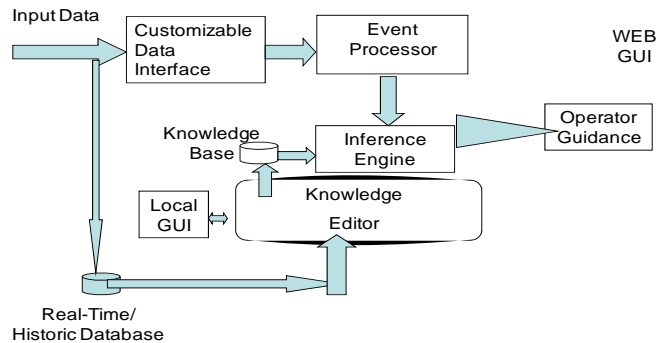 Input Data
Customizable
Data
Interface
Event
Processor
WEB
GUI
Knowledge
Base
Inference
Engine
Operator
Guidance
Local
GUI
Knowledge
Editor
Real-Time/
Historic Database